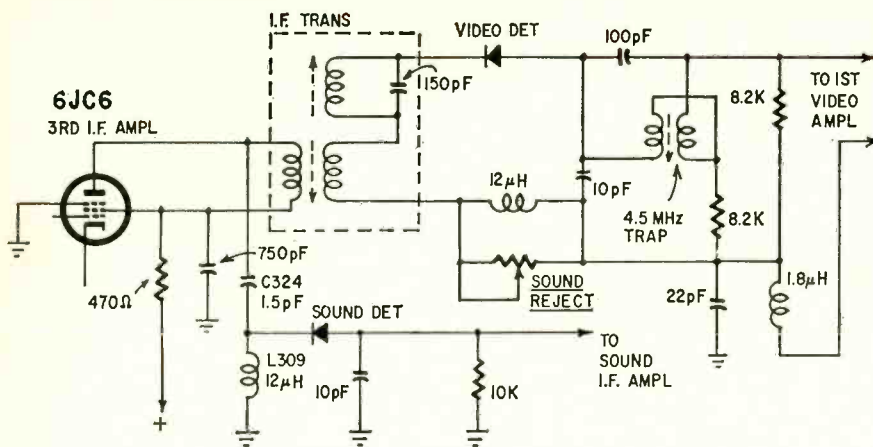 I.F. TRANS
VIDEO DET
100pF
1150pF
TO 1ST
VIDEO
AMPL
8.2K
6JC6
3RD I.F. AMPL
12µH
10pF
4.5 MHz
TRAP
8.2K
750pF
C324
1.5pF
470Ω
SOUND
REJECT
22pF
1.8µH
SOUND DET
TO
SOUND
I.F. AMPL
L309
12µH
10pF
10K
+